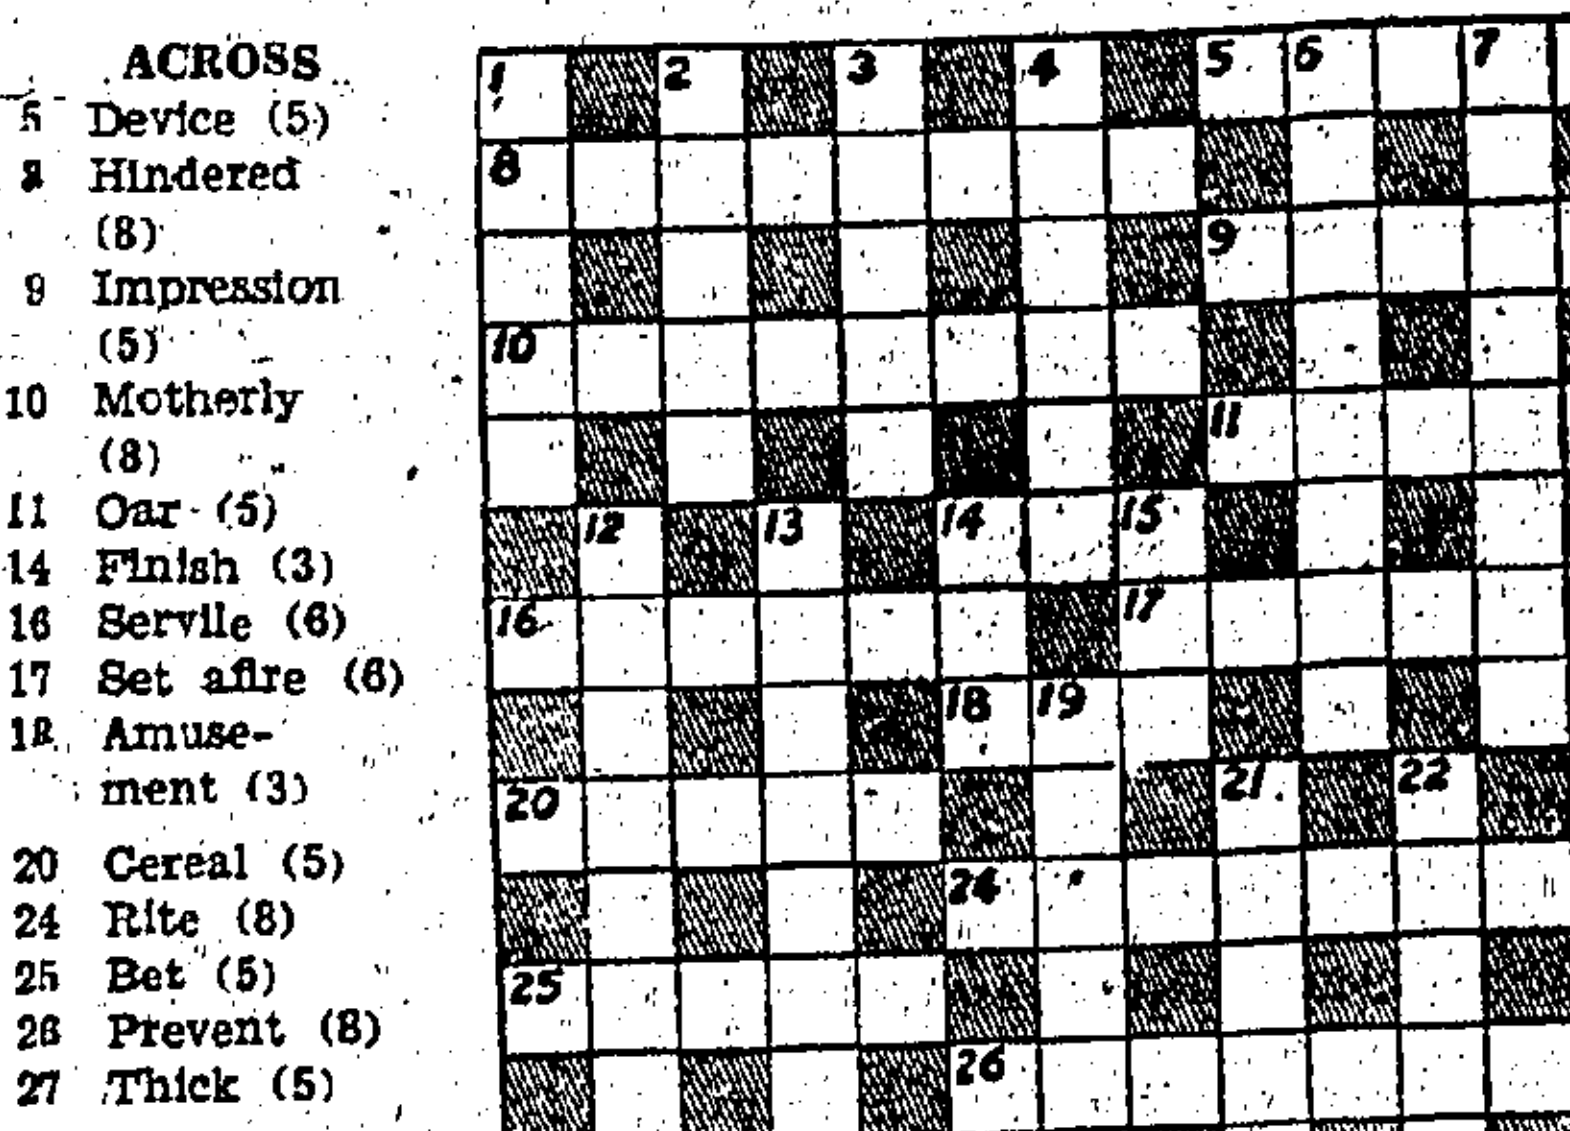 ACROSS
5 Device (5)
8 Hindered
(8)
9 Impression
(5)
10 Motherly
(8)
11 Oar (5)
14 Finish (3)
16 Servile (6)
17 Set afire (6)
18 Amuse-
ment (3)
20 Cereal (5)
24 Rite (8)
25 Bet (5)
26 Prevent (8)
27 Thick (5)
1 2 3 4 5 6 7
8
9
10
11
12 13 14 15
16 17
18 19
20 21 22
24
25
26